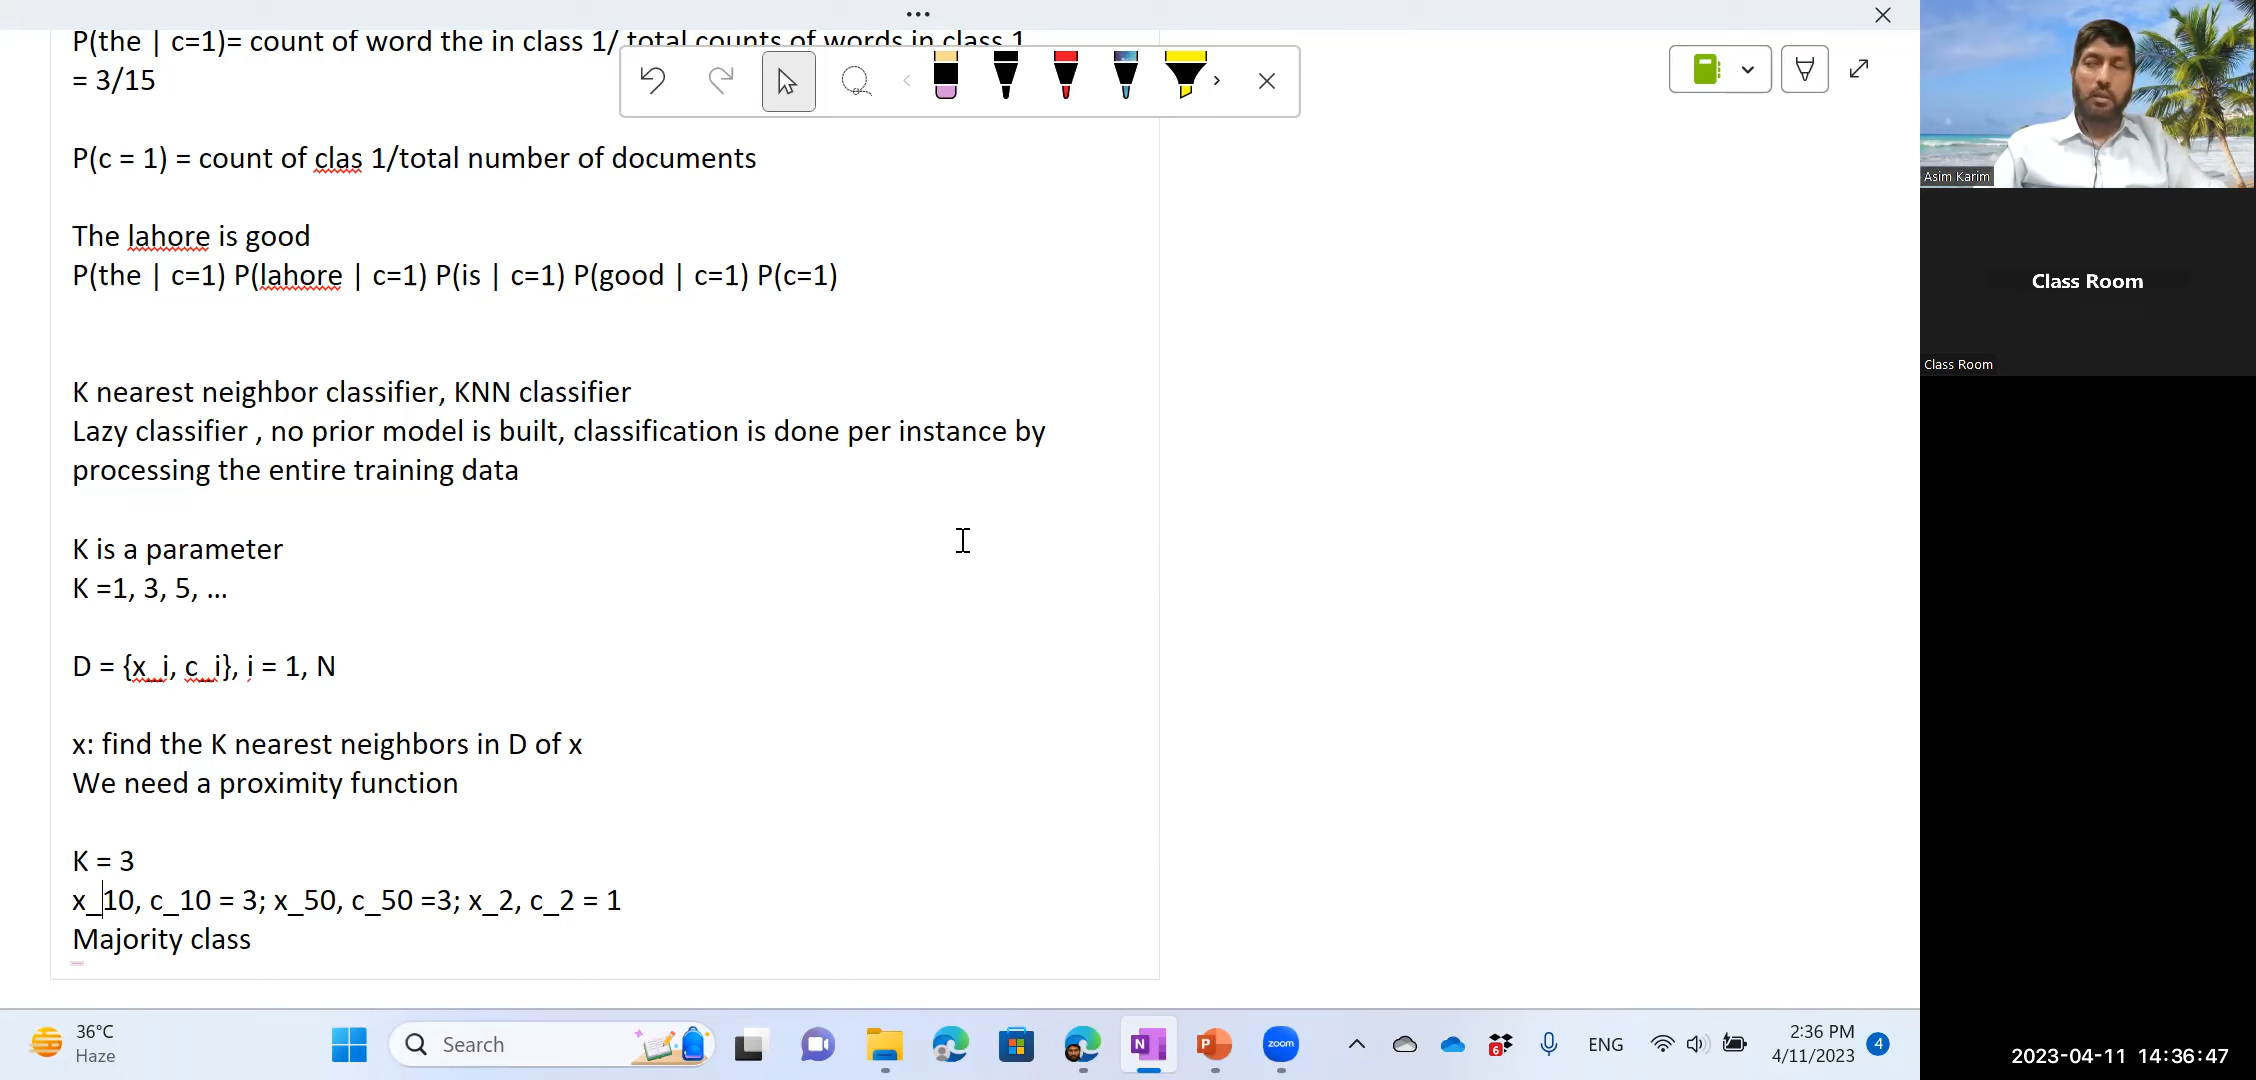 P(the | c=1)= count of word the in class 1/ total counts of words in class 1
= 3/15
P(c = 1) = count of clas 1/total number of documents
The lahore is good
P(the | c=1) P(lahore | c=1) P(is | c=1) P(good | c=1) P(c=1)
K nearest neighbor classifier, KNN classifier
Lazy classifier , no prior model is built, classification is done per instance by
processing the entire training data
K is a parameter
K =1, 3, 5, ...
D = {x_i, c_i}, i = 1, N
x: find the K nearest neighbors in D of x
We need a proximity function
K = 3
x_10, c_10 = 3; x_50, c_50 =3; x_2, c_2 = 1
Majority class
Asim Karim
Class Room
Class Room
36°C
Haze
Search
N
P
zoom
6
ENG
2:36 PM
4/11/2023
4
2023-04-11 14:36:47